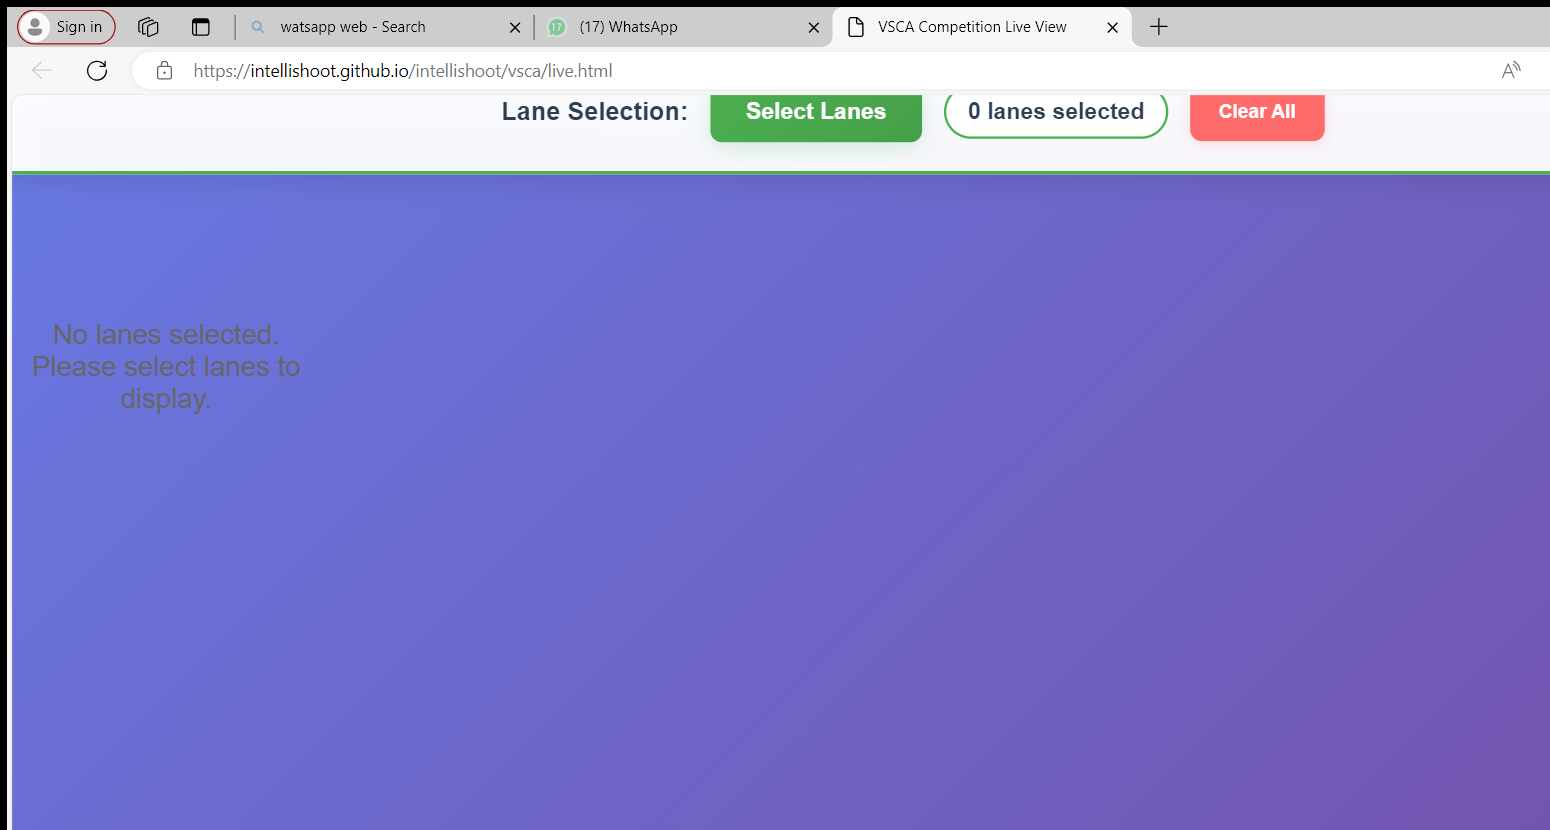 Sign in
watsapp web - Search
17
(17) WhatsApp
VSCA Competition Live View
https://intellishoot.github.io/intellishoot/vsca/live.html
Lane Selection:
Select Lanes
0 lanes selected
Clear All
No lanes selected.
Please select lanes to
display.